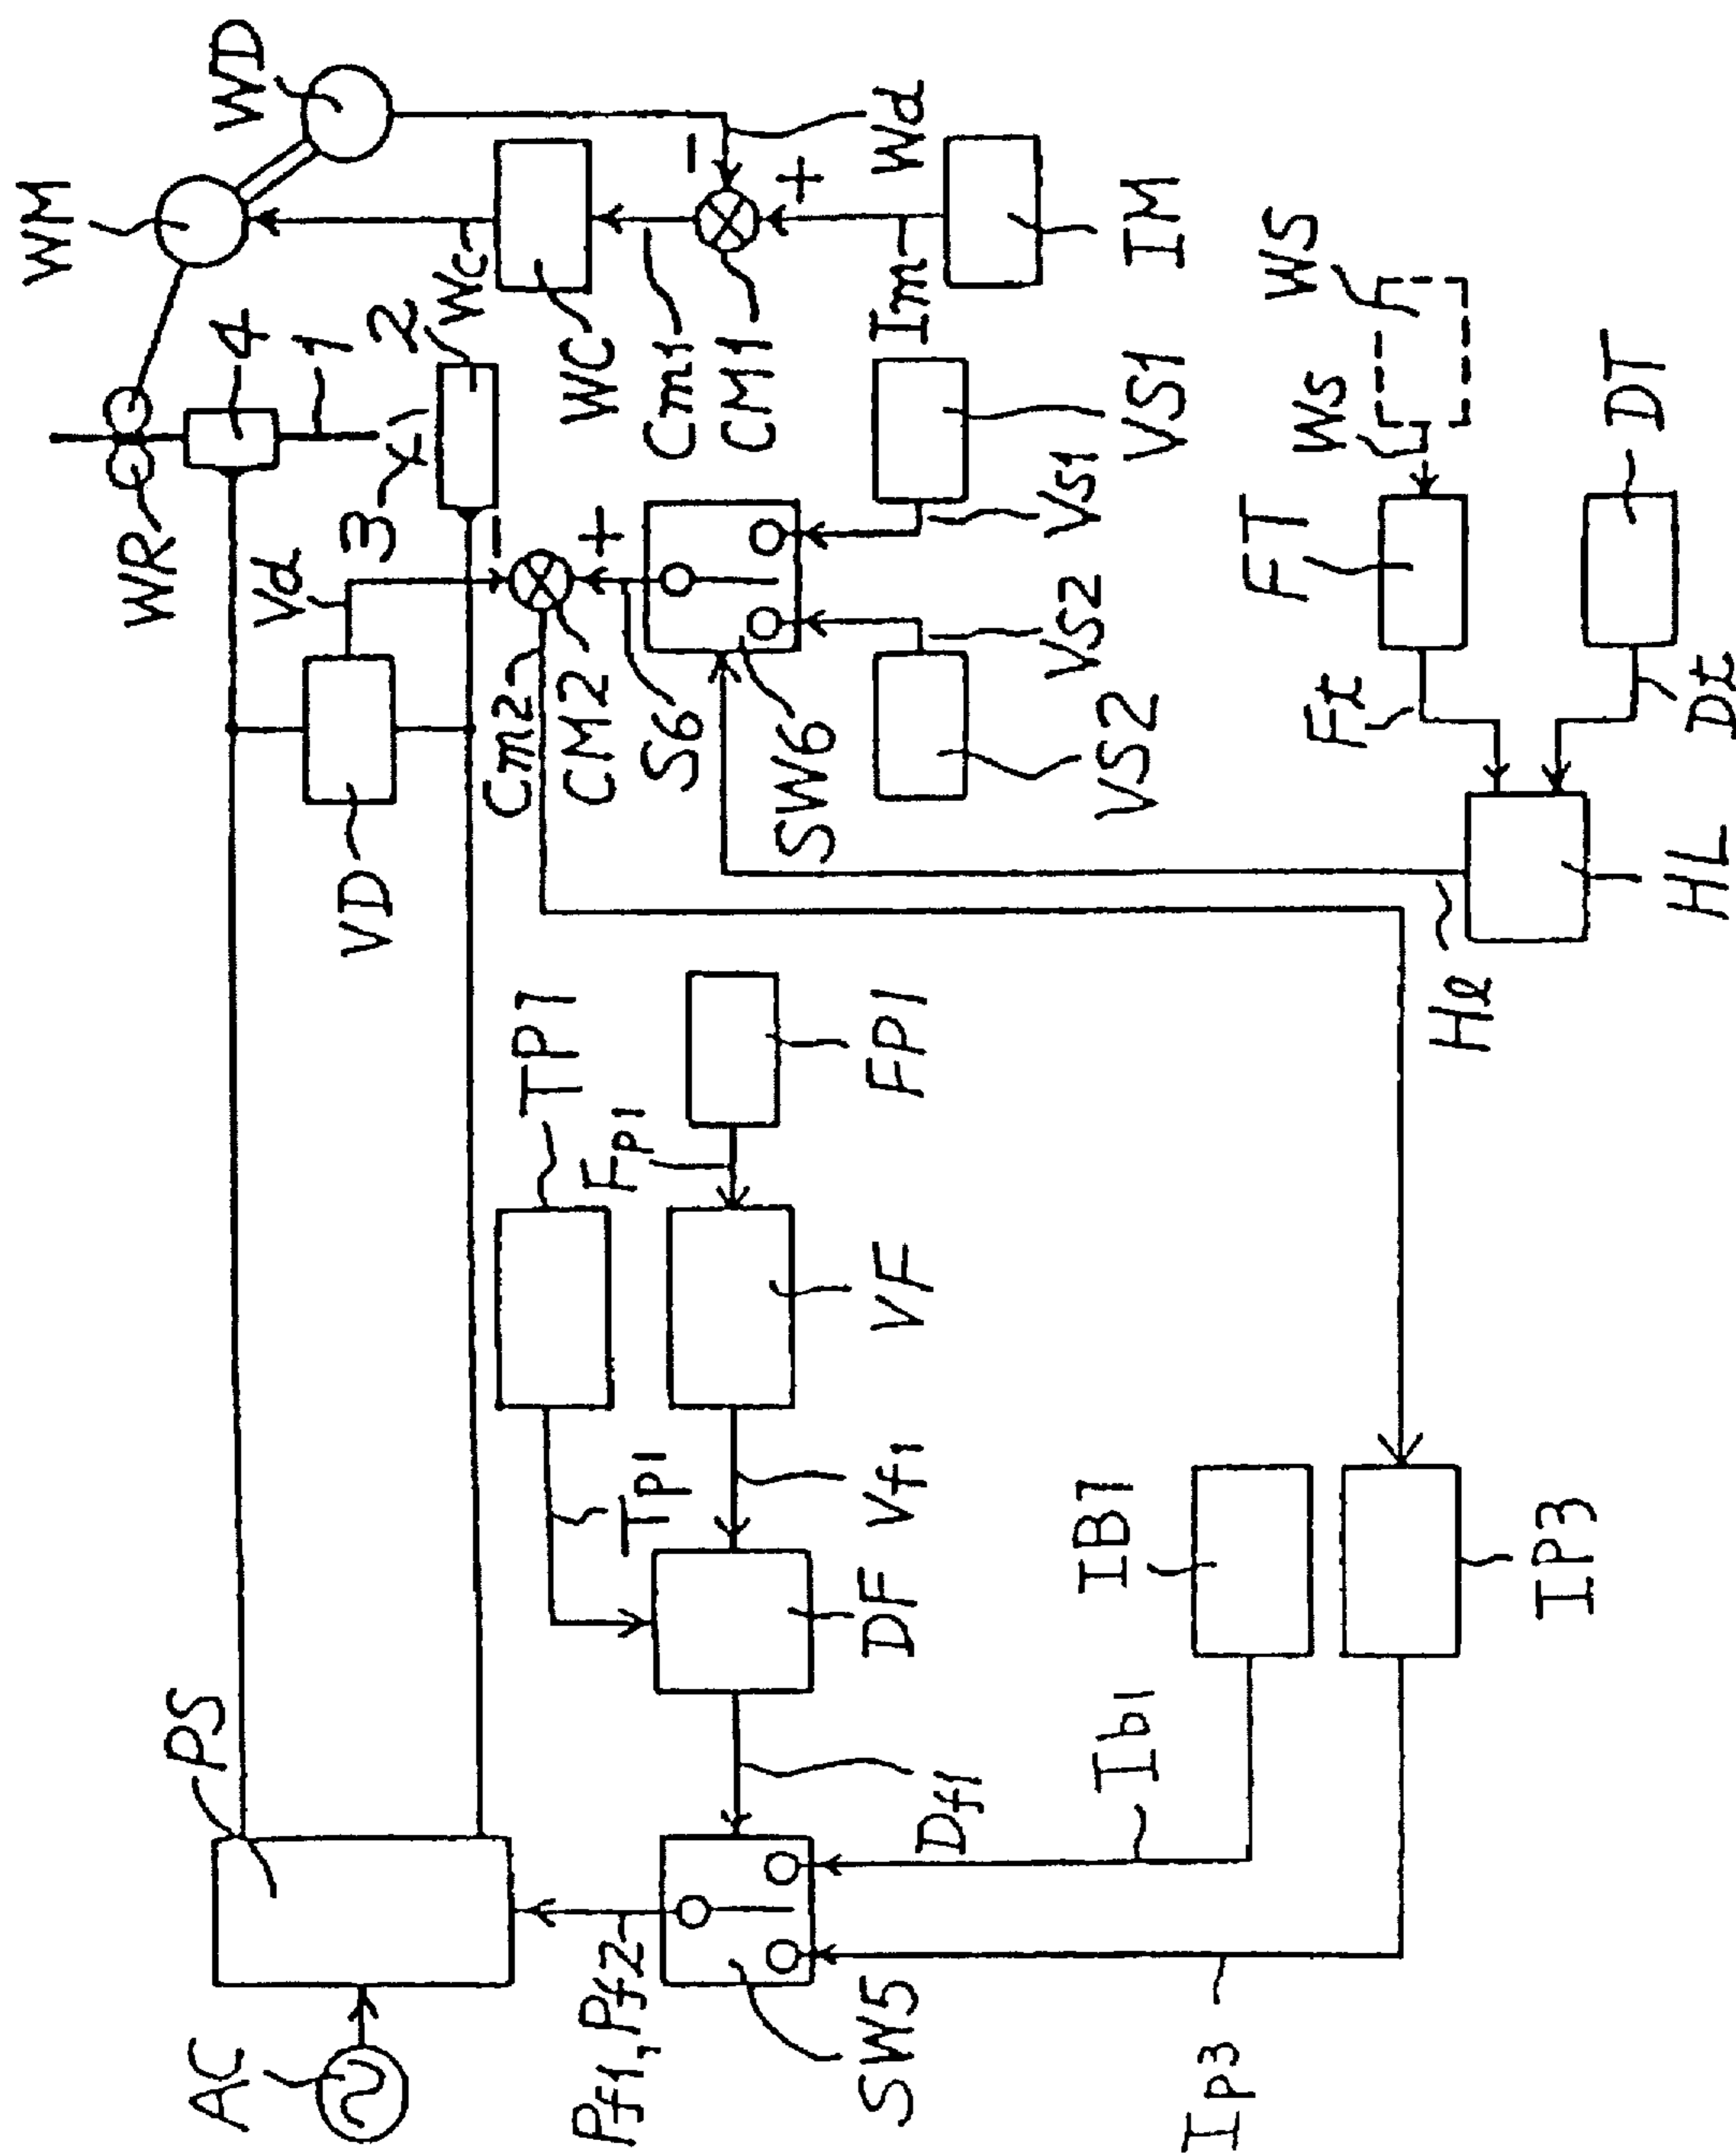 AC
PS
Pf1, Pf2
SW5
Ip3
Df1
Ib1
DF
Tp1
Vf1
IB1
IP3
TP1
Fp1
VF
FP1
VD
Vd
Cm2
CM2
S6
SW6
VS2
Vs2
Hl
HL
WR
3
4
1
2
WM
WD
Wc
WC
Cm1
CM1
Im
IM
Wd
VS1
Vs1
FT
Ft
DT
Dt
WS
Ws
−
+
−
+